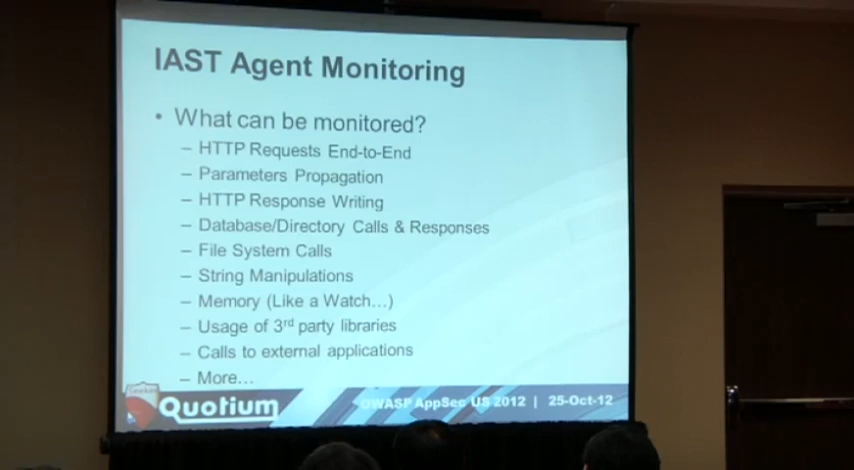 IAST Agent Monitoring
• What can be monitored?
– HTTP Requests End-to-End
– Parameters Propagation
– HTTP Response Writing
– Database/Directory Calls & Responses
– File System Calls
– String Manipulations
– Memory (Like a Watch…)
– Usage of 3rd party libraries
– Calls to external applications
– More…
Seeker
Quotium
OWASP AppSec US 2012 | 25-Oct-12